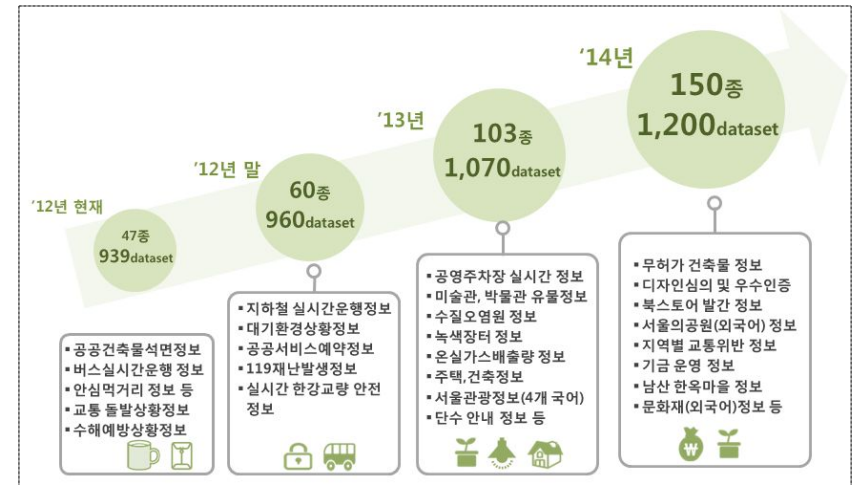 '12년 현재
47종
939dataset
▪ 공공건축물석면정보
▪ 버스실시간운행 정보
▪ 안심먹거리 정보 등
▪ 교통 돌발상황정보
▪ 수해예방상황정보
'12년 말
60종
960dataset
▪ 지하철 실시간운행정보
▪ 대기환경상황정보
▪ 공공서비스예약정보
▪ 119재난발생정보
▪ 실시간 한강교량 안전
정보
'13년
103종
1,070dataset
▪ 공영주차장 실시간 정보
▪ 미술관, 박물관 유물정보
▪ 수질오염원 정보
▪ 녹색장터 정보
▪ 온실가스배출량 정보
▪ 주택,건축정보
▪ 서울관광정보(4개 국어)
▪ 단수 안내 정보 등
'14년
150종
1,200dataset
▪ 무허가 건축물 정보
▪ 디자인심의 및 우수인증
▪ 북스토어 발간 정보
▪ 서울의공원(외국어) 정보
▪ 지역별 교통위반 정보
▪ 기금 운영 정보
▪ 남산 한옥마을 정보
▪ 문화재(외국어)정보 등
₩